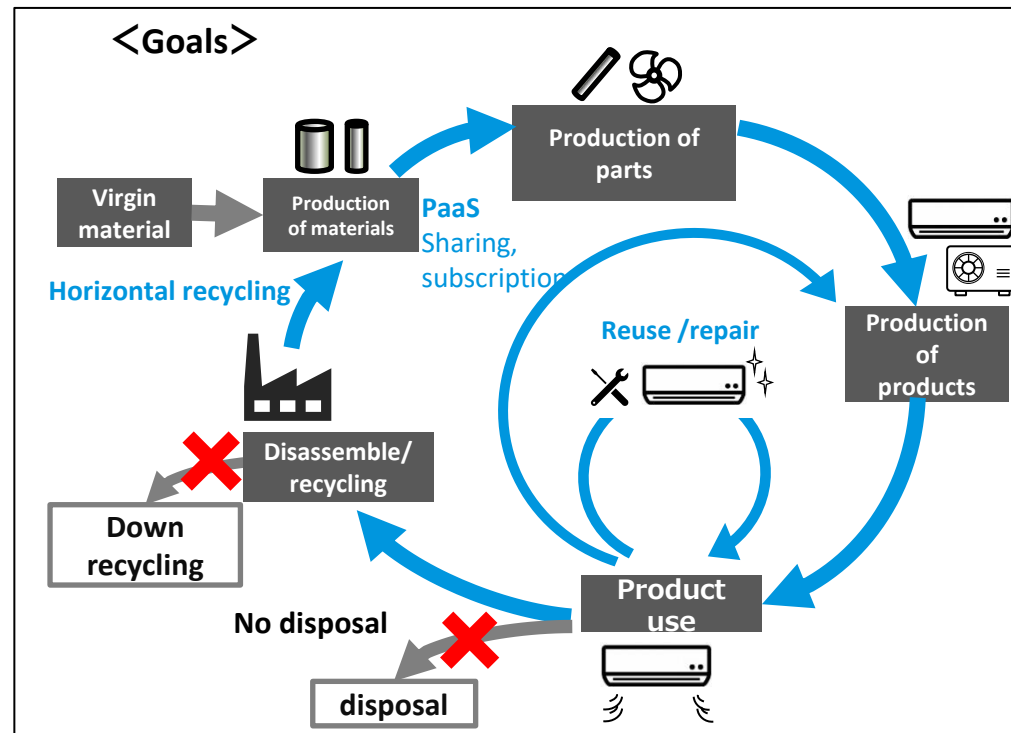 <Goals>
Production of
parts
Virgin
material
Production
of materials
PaaS
Sharing,
subscription
Horizontal recycling
Reuse /repair
Production
of
products
Disassemble/
recycling
Down
recycling
Product
use
No disposal
disposal